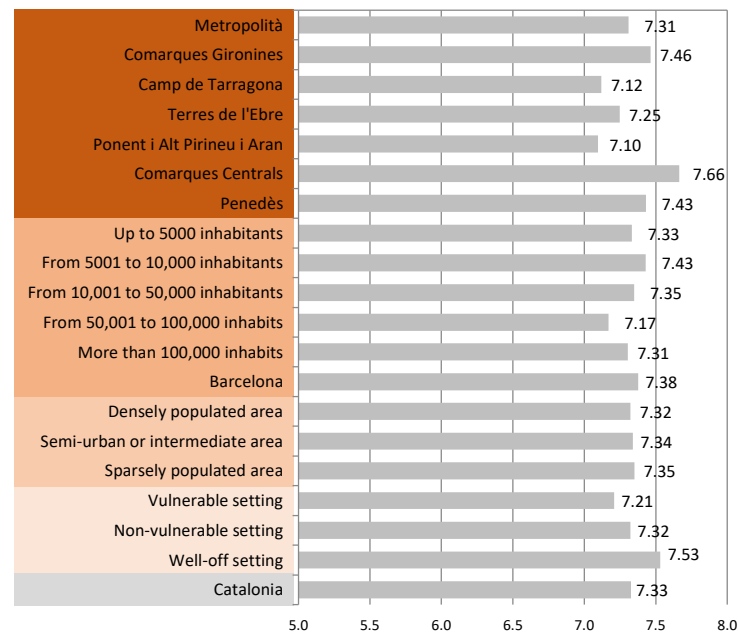 Metropolità 7.31
Comarques Gironines 7.46
Camp de Tarragona 7.12
Terres de l'Ebre 7.25
Ponent i Alt Pirineu i Aran 7.10
Comarques Centrals 7.66
Penedès 7.43
Up to 5000 inhabitants 7.33
From 5001 to 10,000 inhabitants 7.43
From 10,001 to 50,000 inhabitants 7.35
From 50,001 to 100,000 inhabits 7.17
More than 100,000 inhabits 7.31
Barcelona 7.38
Densely populated area 7.32
Semi-urban or intermediate area 7.34
Sparsely populated area 7.35
Vulnerable setting 7.21
Non-vulnerable setting 7.32
Well-off setting 7.53
Catalonia 7.33
5.0 5.5 6.0 6.5 7.0 7.5 8.0